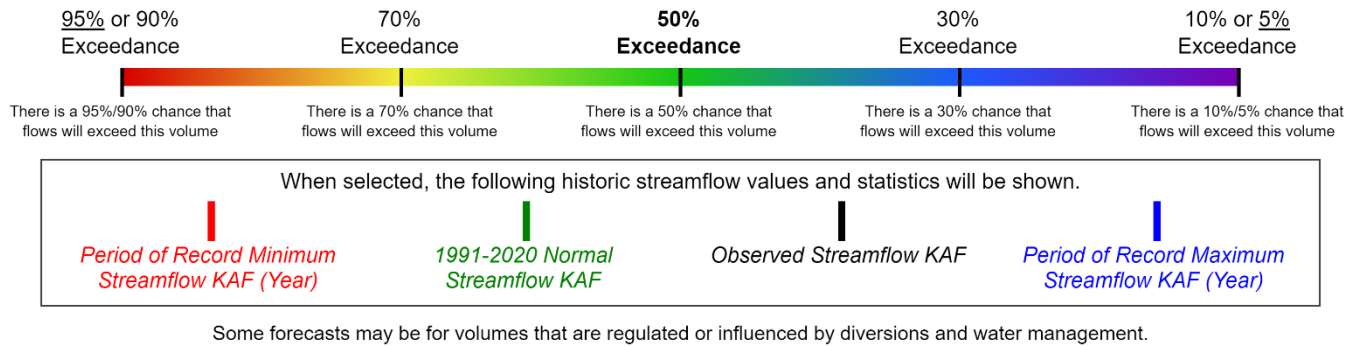 95% or 90%
Exceedance
70%
Exceedance
50%
Exceedance
30%
Exceedance
10% or 5%
Exceedance
There is a 95%/90% chance that
flows will exceed this volume
There is a 70% chance that
flows will exceed this volume
There is a 50% chance that
flows will exceed this volume
There is a 30% chance that
flows will exceed this volume
There is a 10%/5% chance that
flows will exceed this volume
When selected, the following historic streamflow values and statistics will be shown.
Period of Record Minimum
Streamflow KAF (Year)
1991-2020 Normal
Streamflow KAF
Observed Streamflow KAF
Period of Record Maximum
Streamflow KAF (Year)
Some forecasts may be for volumes that are regulated or influenced by diversions and water management.